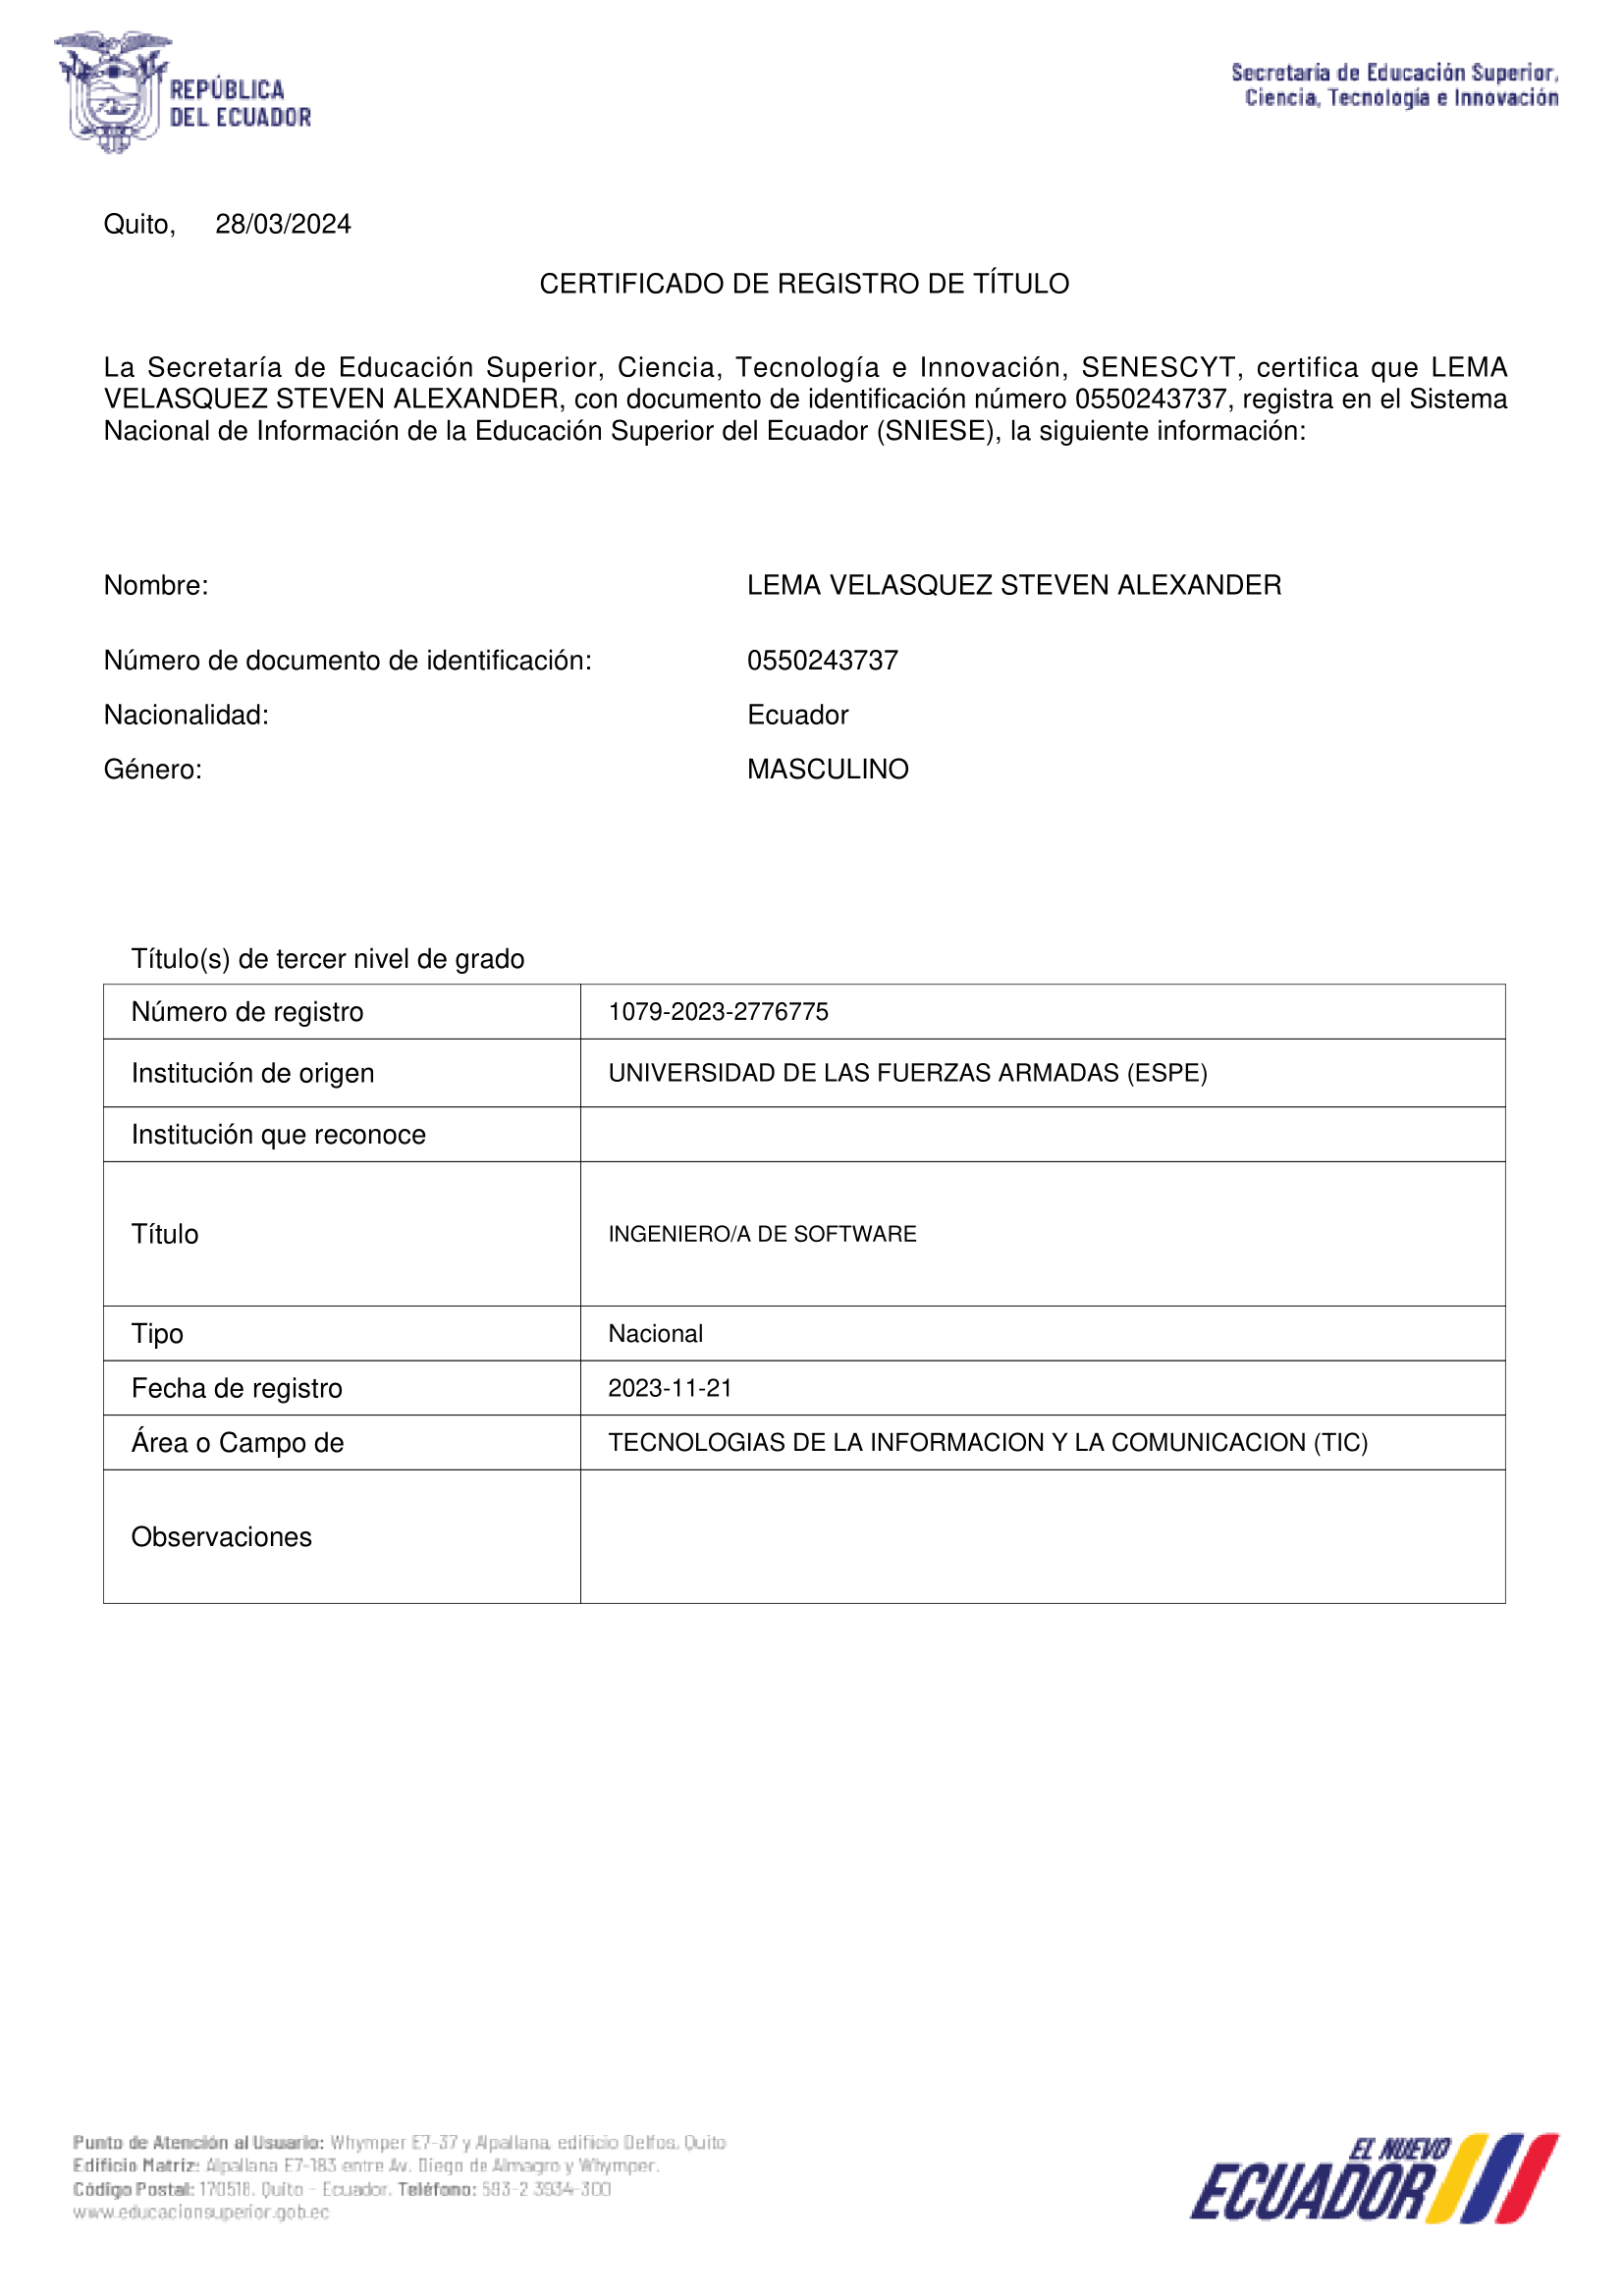 REPÚBLICA
DEL ECUADOR
Secretaría de Educación Superior,
Ciencia, Tecnología e Innovación
Quito, 28/03/2024
CERTIFICADO DE REGISTRO DE TÍTULO
La Secretaría de Educación Superior, Ciencia, Tecnología e Innovación, SENESCYT, certifica que LEMA
VELASQUEZ STEVEN ALEXANDER, con documento de identificación número 0550243737, registra en el Sistema
Nacional de Información de la Educación Superior del Ecuador (SNIESE), la siguiente información:
Nombre: LEMA VELASQUEZ STEVEN ALEXANDER
Número de documento de identificación: 0550243737
Nacionalidad: Ecuador
Género: MASCULINO
Título(s) de tercer nivel de grado
Número de registro 1079-2023-2776775
Institución de origen UNIVERSIDAD DE LAS FUERZAS ARMADAS (ESPE)
Institución que reconoce
Título INGENIERO/A DE SOFTWARE
Tipo Nacional
Fecha de registro 2023-11-21
Área o Campo de TECNOLOGIAS DE LA INFORMACION Y LA COMUNICACION (TIC)
Observaciones
Punto de Atención al Usuario: Whymper E7-37 y Alpallana, edificio Delfos, Quito
Edificio Matriz: Alpallana E7-183 entre Av. Diego de Almagro y Whymper.
Código Postal: 170518. Quito - Ecuador. Teléfono: 593-2 3934-300
www.educacionsuperior.gob.ec
EL NUEVO
ECUADOR